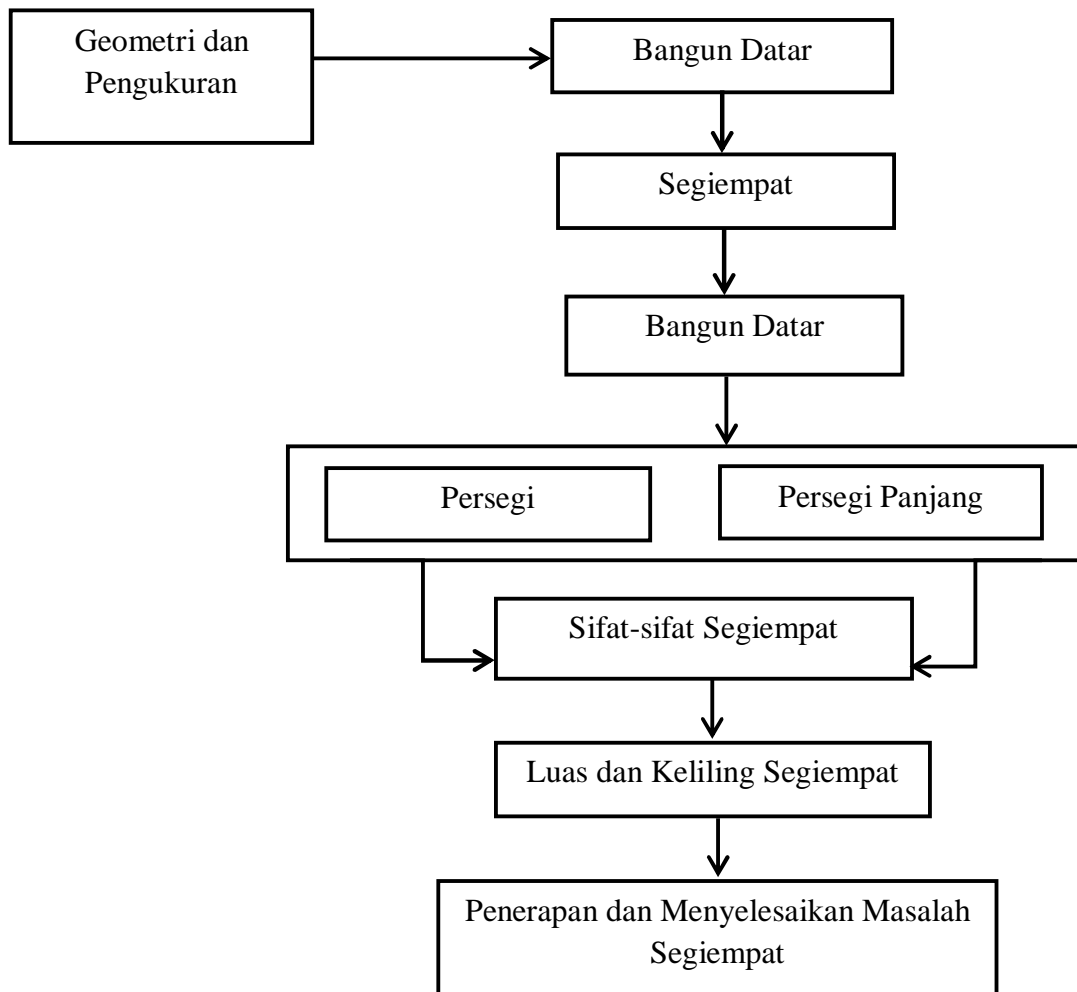 Geometri dan
Pengukuran
Bangun Datar
Segiempat
Bangun Datar
Persegi
Persegi Panjang
Sifat-sifat Segiempat
Luas dan Keliling Segiempat
Penerapan dan Menyelesaikan Masalah
Segiempat